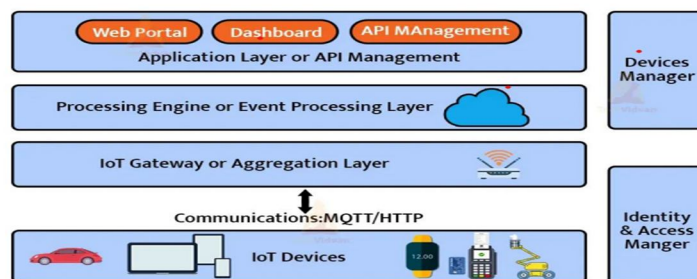 Web Portal
Dashboard
API MAnagement
Application Layer or API Management
Processing Engine or Event Processing Layer
IoT Gateway or Aggregation Layer
Communications:MQTT/HTTP
IoT Devices
12.00
Devices
Manager
Identity
& Access
Manger